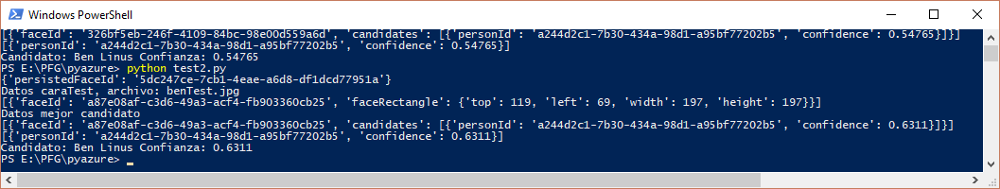 Windows PowerShell
[{'faceId': '326bf5eb-246f-4109-84bc-98e00d559a6d', 'candidates': [{'personId': 'a244d2c1-7b30-434a-98d1-a95bf77202b5', 'confidence': 0.54765}]}]
[{'personId': 'a244d2c1-7b30-434a-98d1-a95bf77202b5', 'confidence': 0.54765}]
Candidato: Ben Linus Confianza: 0.54765
PS E:\PFG\pyazure> python test2.py
{'persistedFaceId': '5dc247ce-7cb1-4eae-a6d8-df1dcd77951a'}
Datos caraTest, archivo: benTest.jpg
[{'faceId': 'a87e08af-c3d6-49a3-acf4-fb903360cb25', 'faceRectangle': {'top': 119, 'left': 69, 'width': 197, 'height': 197}}]
Datos mejor candidato
[{'faceId': 'a87e08af-c3d6-49a3-acf4-fb903360cb25', 'candidates': [{'personId': 'a244d2c1-7b30-434a-98d1-a95bf77202b5', 'confidence': 0.6311}]}]
[{'personId': 'a244d2c1-7b30-434a-98d1-a95bf77202b5', 'confidence': 0.6311}]
Candidato: Ben Linus Confianza: 0.6311
PS E:\PFG\pyazure>